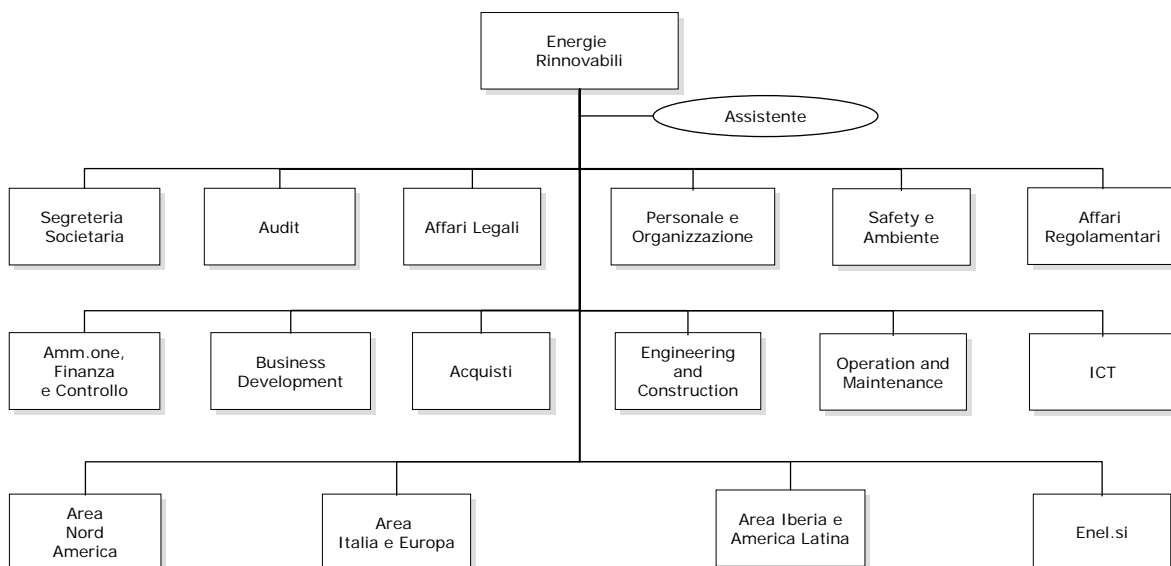 Energie
Rinnovabili
Assistente
Segreteria
Societaria
Audit
Affari Legali
Personale e
Organizzazione
Safety e
Ambiente
Affari
Regolamentari
Amm.one,
Finanza
e Controllo
Business
Development
Acquisti
Engineering
and
Construction
Operation and
Maintenance
ICT
Area
Nord
America
Area
Italia e Europa
Area Iberia e
America Latina
Enel.si